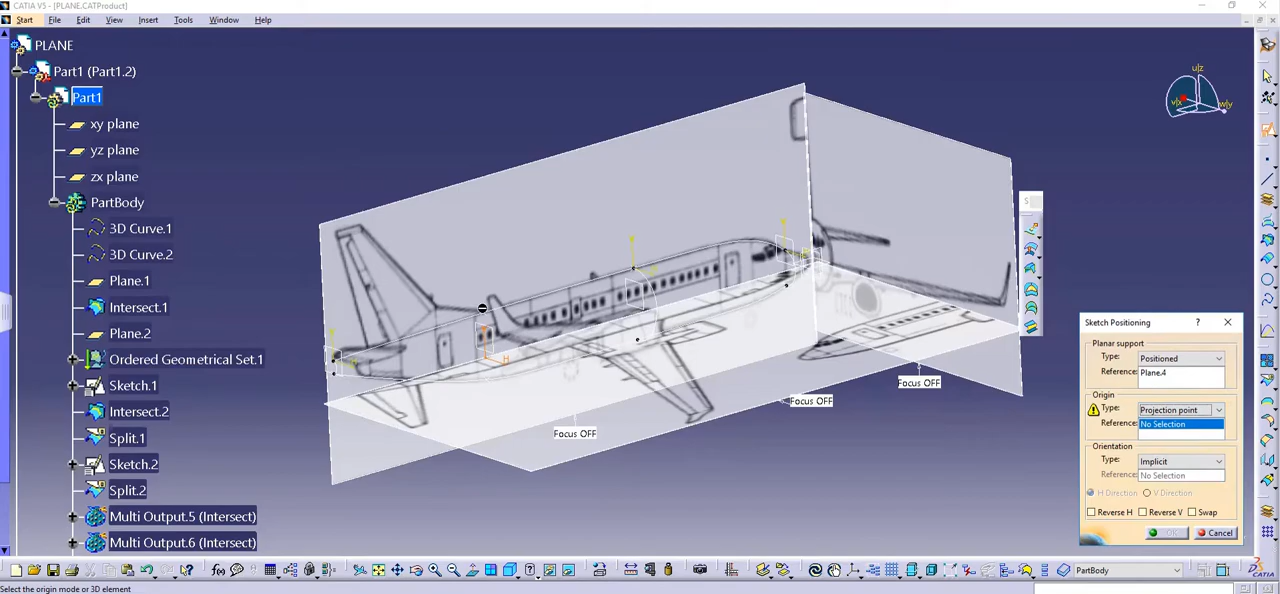 CATIA V5 - [PLANE.CATProduct]
Start File Edit View Insert Tools Window Help
PLANE
Part1 (Part1.2)
Part1
xy plane
yz plane
zx plane
PartBody
3D Curve.1
3D Curve.2
Plane.1
Intersect.1
Plane.2
Ordered Geometrical Set.1
Sketch.1
Intersect.2
Split.1
Sketch.2
Split.2
Multi Output.5 (Intersect)
Multi Output.6 (Intersect)
H
Focus OFF
Focus OFF
Focus OFF
u|z
v|x
w|y
S
Sketch Positioning ?
Planar support
Type: Positioned
Reference: Plane.4
Origin
Type: Projection point
Reference: No Selection
Orientation
Type: Implicit
Reference: No Selection
H Direction V Direction
Reverse H Reverse V Swap
OK Cancel
f(x)
PartBody
CATIA
Select the origin mode or 3D element